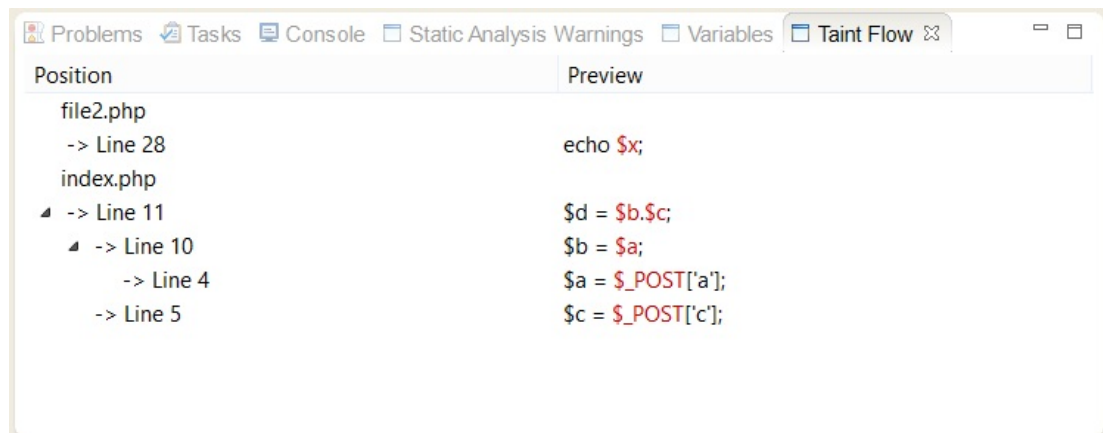 Problems Tasks Console Static Analysis Warnings Variables Taint Flow
Position Preview
file2.php
-> Line 28 echo $x;
index.php
-> Line 11 $d = $b.$c;
-> Line 10 $b = $a;
-> Line 4 $a = $_POST['a'];
-> Line 5 $c = $_POST['c'];